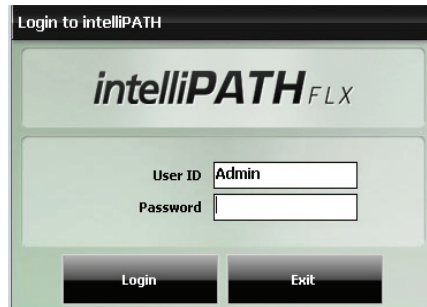 Login to intelliPATH
intelliPATH FLX
User ID Admin
Password
Login Exit